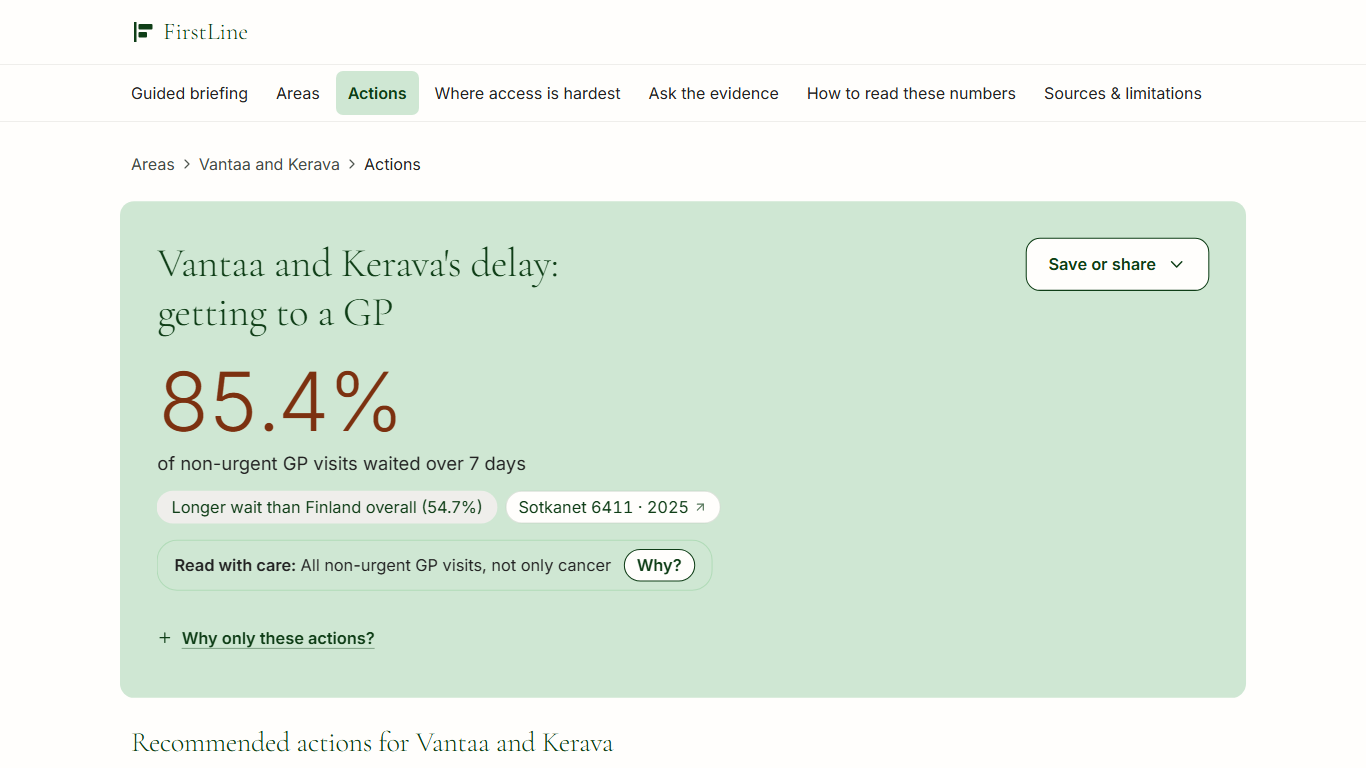 FirstLine
Guided briefing
Areas
Actions
Where access is hardest
Ask the evidence
How to read these numbers
Sources & limitations
Areas > Vantaa and Kerava > Actions
Vantaa and Kerava's delay:
getting to a GP
Save or share
85.4%
of non-urgent GP visits waited over 7 days
Longer wait than Finland overall (54.7%)
Sotkanet 6411 · 2025 ↗
Read with care: All non-urgent GP visits, not only cancer
Why?
+ Why only these actions?
Recommended actions for Vantaa and Kerava